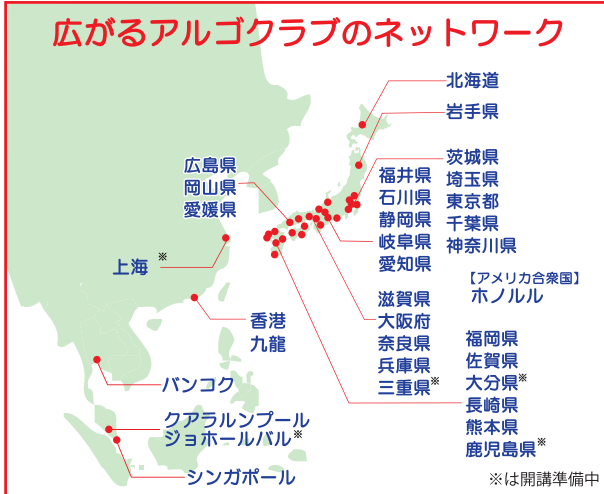 広がるアルゴクラブのネットワーク
北海道
岩手県
茨城県
埼玉県
東京都
千葉県
神奈川県
福井県
石川県
静岡県
岐阜県
愛知県
広島県
岡山県
愛媛県
上海※
【アメリカ合衆国】
ホノルル
香港
九龍
滋賀県
大阪府
奈良県
兵庫県
三重県※
福岡県
佐賀県
大分県※
長崎県
熊本県
鹿児島県※
バンコク
クアラルンプール
ジョホールバル※
シンガポール
※は開講準備中